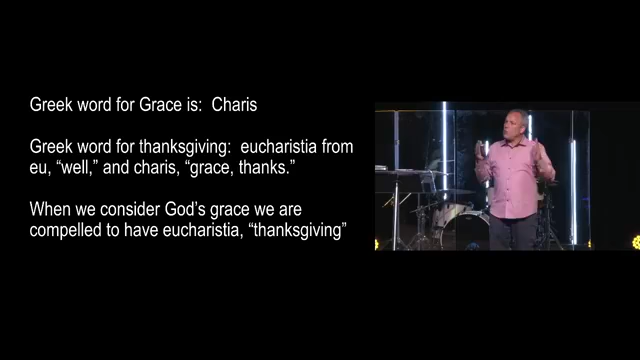 Greek word for Grace is:  Charis
Greek word for thanksgiving:  eucharistia from
eu, “well,” and charis, “grace, thanks.”
When we consider God’s grace we are
compelled to have eucharistia, “thanksgiving”